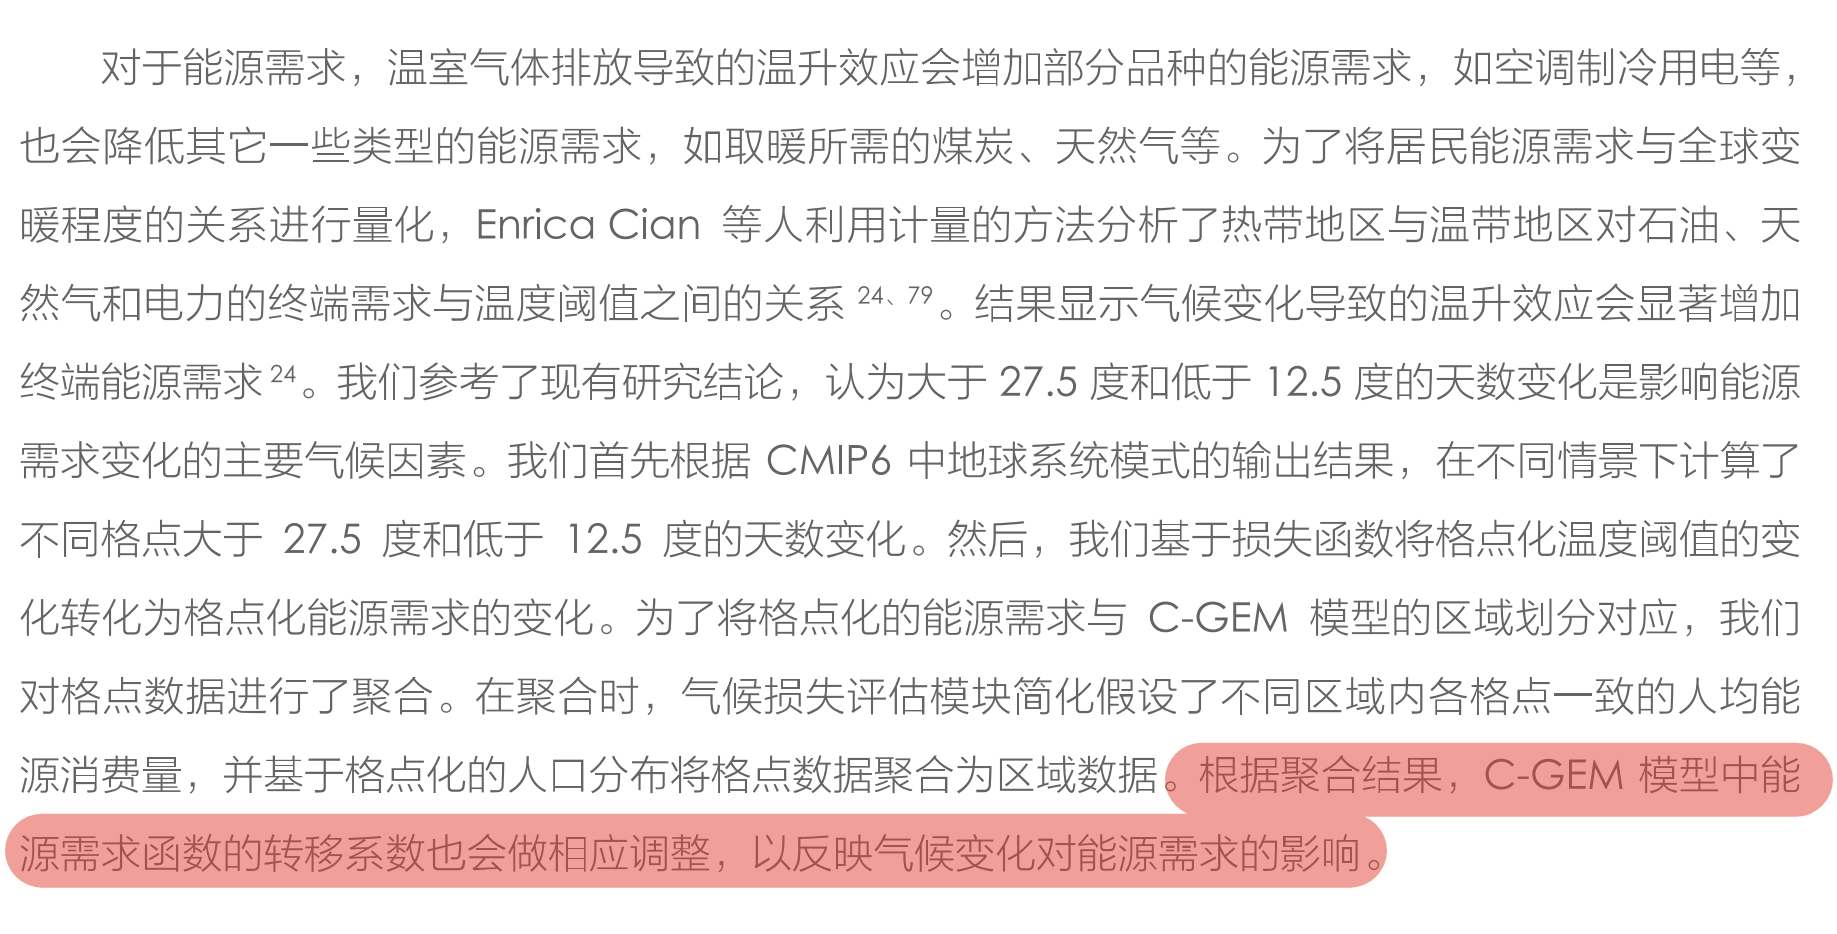 对于能源需求，温室气体排放导致的温升效应会增加部分品种的能源需求，如空调制冷用电等，
也会降低其它一些类型的能源需求，如取暖所需的煤炭、天然气等。为了将居民能源需求与全球变
暖程度的关系进行量化，Enrica Cian 等人利用计量的方法分析了热带地区与温带地区对石油、天
然气和电力的终端需求与温度阈值之间的关系 24、79。结果显示气候变化导致的温升效应会显著增加
终端能源需求 24。我们参考了现有研究结论，认为大于 27.5 度和低于 12.5 度的天数变化是影响能源
需求变化的主要气候因素。我们首先根据 CMIP6 中地球系统模式的输出结果，在不同情景下计算了
不同格点大于 27.5 度和低于 12.5 度的天数变化。然后，我们基于损失函数将格点化温度阈值的变
化转化为格点化能源需求的变化。为了将格点化的能源需求与 C-GEM 模型的区域划分对应，我们
对格点数据进行了聚合。在聚合时，气候损失评估模块简化假设了不同区域内各格点一致的人均能
源消费量，并基于格点化的人口分布将格点数据聚合为区域数据。根据聚合结果，C-GEM 模型中能
源需求函数的转移系数也会做相应调整，以反映气候变化对能源需求的影响。